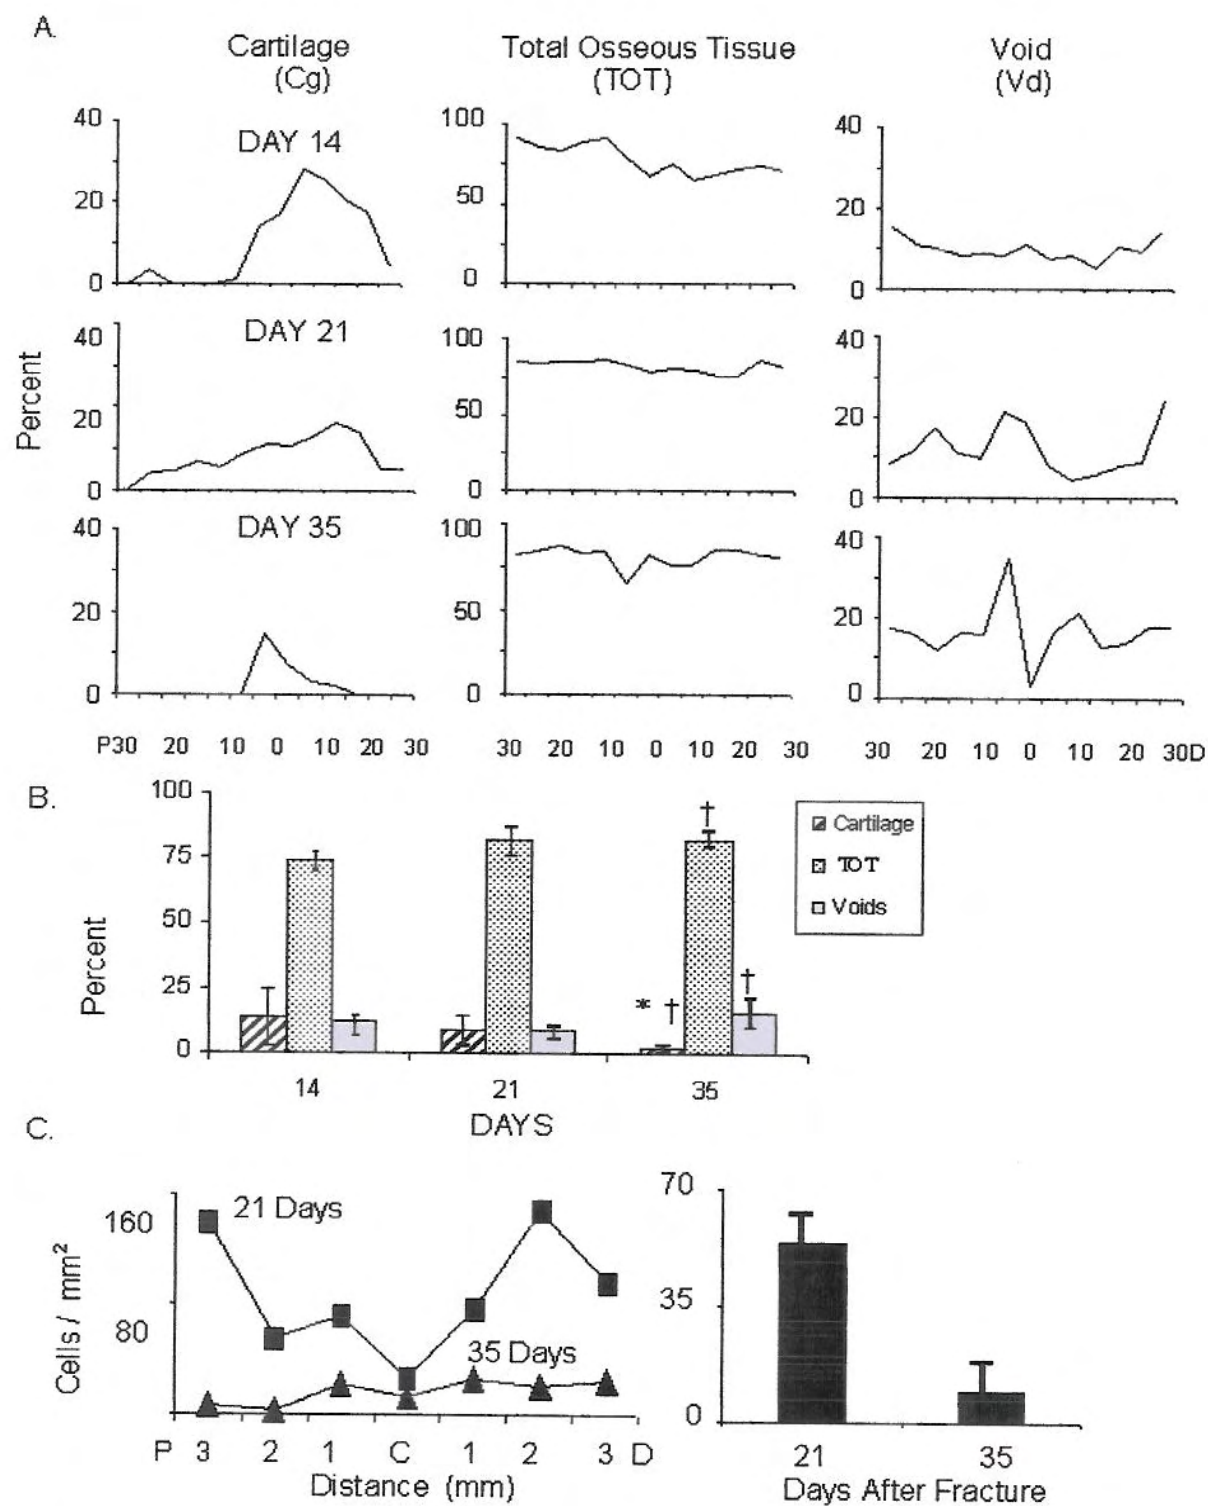 A.
Cartilage
(Cg)
Total Osseous Tissue
(TOT)
Void
(Vd)
40
20
0
DAY 14
100
50
0
40
20
0
Percent
40
20
0
DAY 21
100
50
0
40
20
0
40
20
0
DAY 35
100
50
0
40
20
0
P30 20 10 0 10 20 30
30 20 10 0 10 20 30
30 20 10 0 10 20 30D
B.
Percent
100
75
50
25
0
* †
†
†
Cartilage
TOT
Voids
14 21 35
DAYS
C.
Cells / mm²
160
80
21 Days
35 Days
P 3 2 1 C 1 2 3 D
Distance (mm)
70
35
0
21 35
Days After Fracture